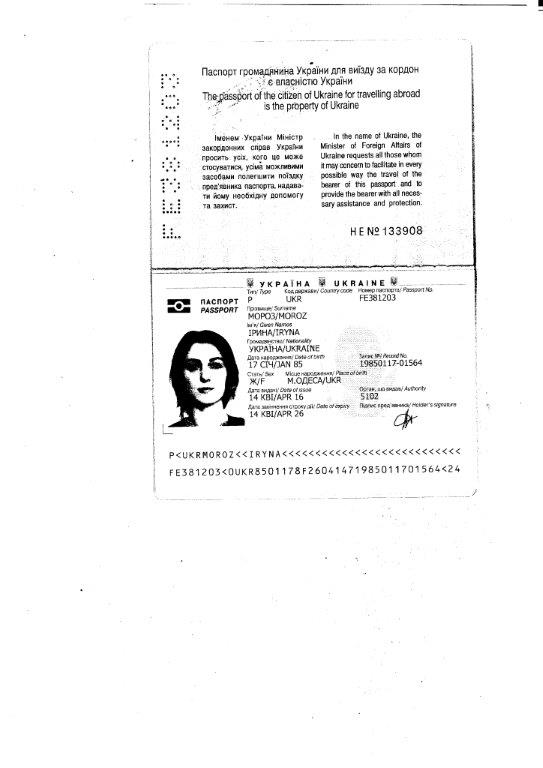 Паспорт громадянина України для виїзду за кордон
є власністю України
The passport of the citizen of Ukraine for travelling abroad
is the property of Ukraine
Іменем України Міністр
закордонних справ України
просить усіх, кого це може
стосуватися, усіма можливими
засобами полегшити поїздку
пред'явника паспорта, надава-
ти йому необхідну допомогу
та захист.
In the name of Ukraine, the
Minister of Foreign Affairs of
Ukraine requests all those whom
it may concern to facilitate in every
possible way the travel of the
bearer of this passport and to
provide the bearer with all neces-
sary assistance and protection.
НЕ № 133908
УКРАЇНА UKRAINE
ПАСПОРТ
PASSPORT
Тип/ Type Код держави/ Country code Номер паспорта/ Passport No.
P UKR FE381203
Прізвище/ Surname
МОРОЗ/MOROZ
Ім'я/ Given Names
ІРИНА/IRYNA
Громадянство/ Nationality
УКРАЇНА/UKRAINE
Дата народження/ Date of birth Запис №/ Record No.
17 СІЧ/JAN 85 19850117-01564
Стать/ Sex Місце народження/ Place of birth
Ж/F М.ОДЕСА/UKR
Дата видачі/ Date of issue Орган, що видав/ Authority
14 КВІ/APR 16 5102
Дата закінчення строку дії/ Date of expiry Підпис пред'явника/ Holder's signature
14 КВІ/APR 26
P<UKRMOROZ<<IRYNA<<<<<<<<<<<<<<<<<<<<<<<<<<<
FE381203<0UKR8501178F2604147198501170156​4<24